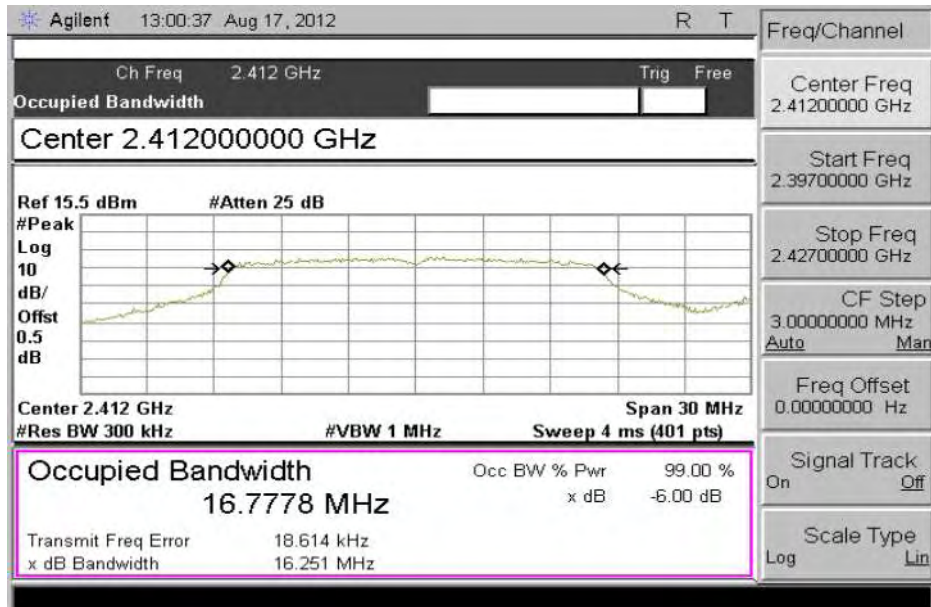 Agilent 13:00:37 Aug 17, 2012 R T
Ch Freq 2.412 GHz Trig Free
Occupied Bandwidth
Center 2.412000000 GHz
Ref 15.5 dBm #Atten 25 dB
#Peak
Log
10
dB/
Offst
0.5
dB
Center 2.412 GHz Span 30 MHz
#Res BW 300 kHz #VBW 1 MHz Sweep 4 ms (401 pts)
Occupied Bandwidth Occ BW % Pwr 99.00 %
16.7778 MHz x dB -6.00 dB
Transmit Freq Error 18.614 kHz
x dB Bandwidth 16.251 MHz
Freq/Channel
Center Freq
2.41200000 GHz
Start Freq
2.39700000 GHz
Stop Freq
2.42700000 GHz
CF Step
3.00000000 MHz
Auto Man
Freq Offset
0.00000000 Hz
Signal Track
On Off
Scale Type
Log Lin